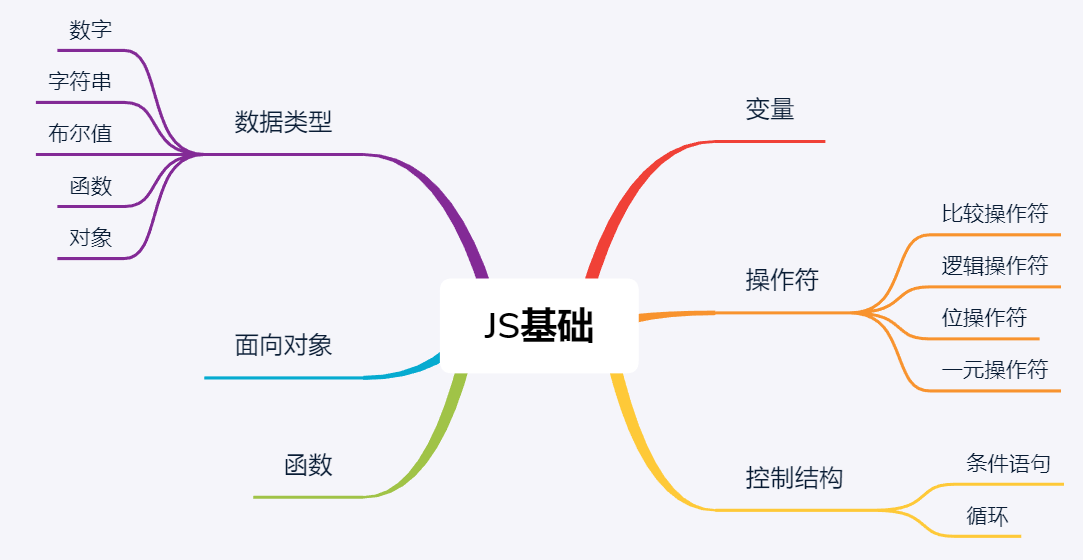 JS基础
变量
操作符
比较操作符
逻辑操作符
位操作符
一元操作符
控制结构
条件语句
循环
数据类型
数字
字符串
布尔值
函数
对象
面向对象
函数